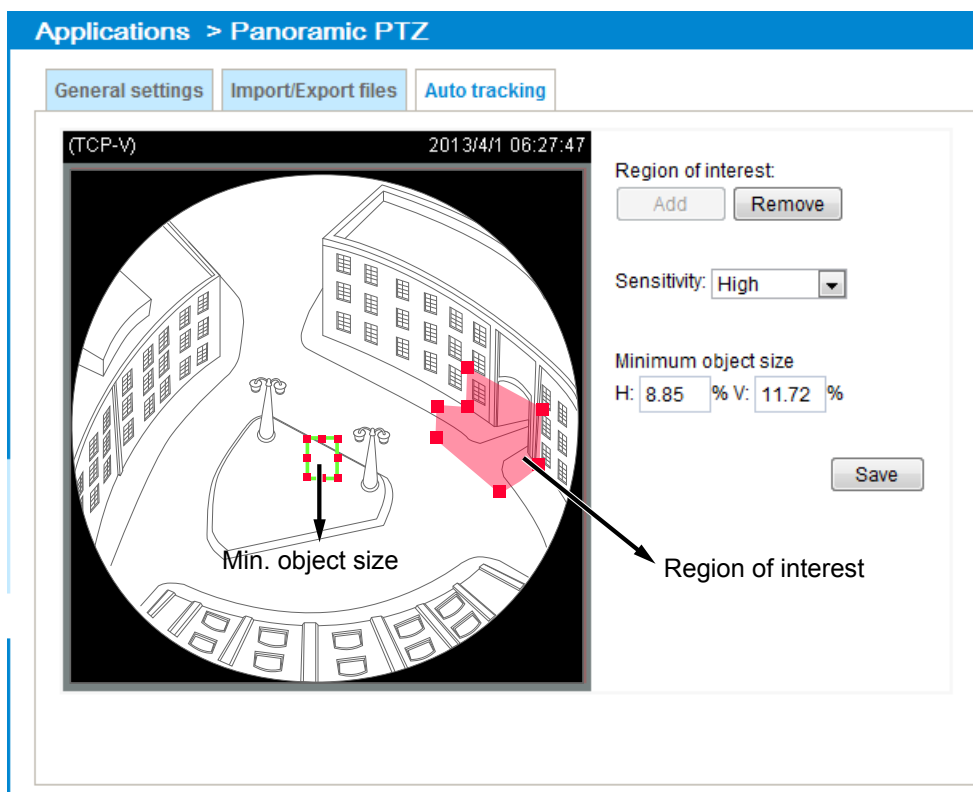 Applications > Panoramic PTZ
General settings
Import/Export files
Auto tracking
(TCP-V)
2013/4/1 06:27:47
Region of interest:
Add
Remove
Sensitivity: High
Minimum object size
H: 8.85 % V: 11.72 %
Save
Min. object size
Region of interest